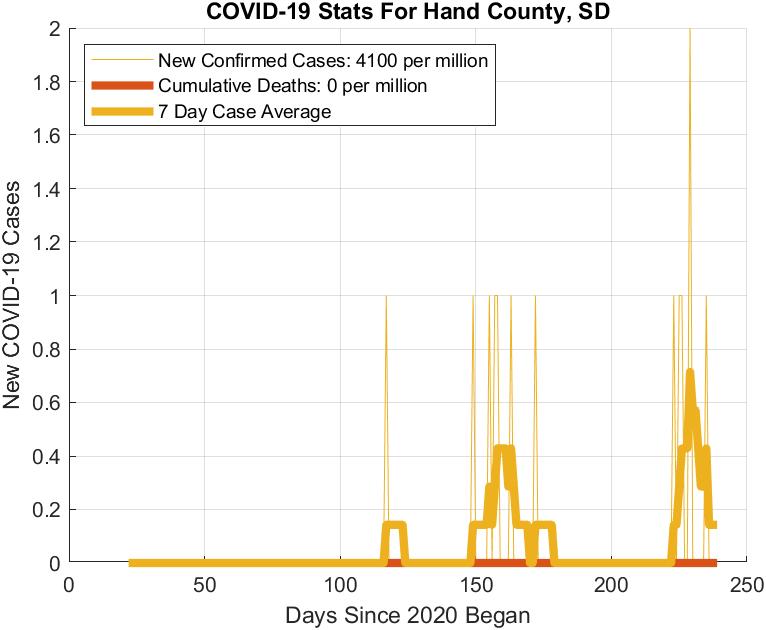 COVID-19 Stats For Hand County, SD
New Confirmed Cases: 4100 per million
Cumulative Deaths: 0 per million
7 Day Case Average
New COVID-19 Cases
2
1.8
1.6
1.4
1.2
1
0.8
0.6
0.4
0.2
0
0 50 100 150 200 250
Days Since 2020 Began